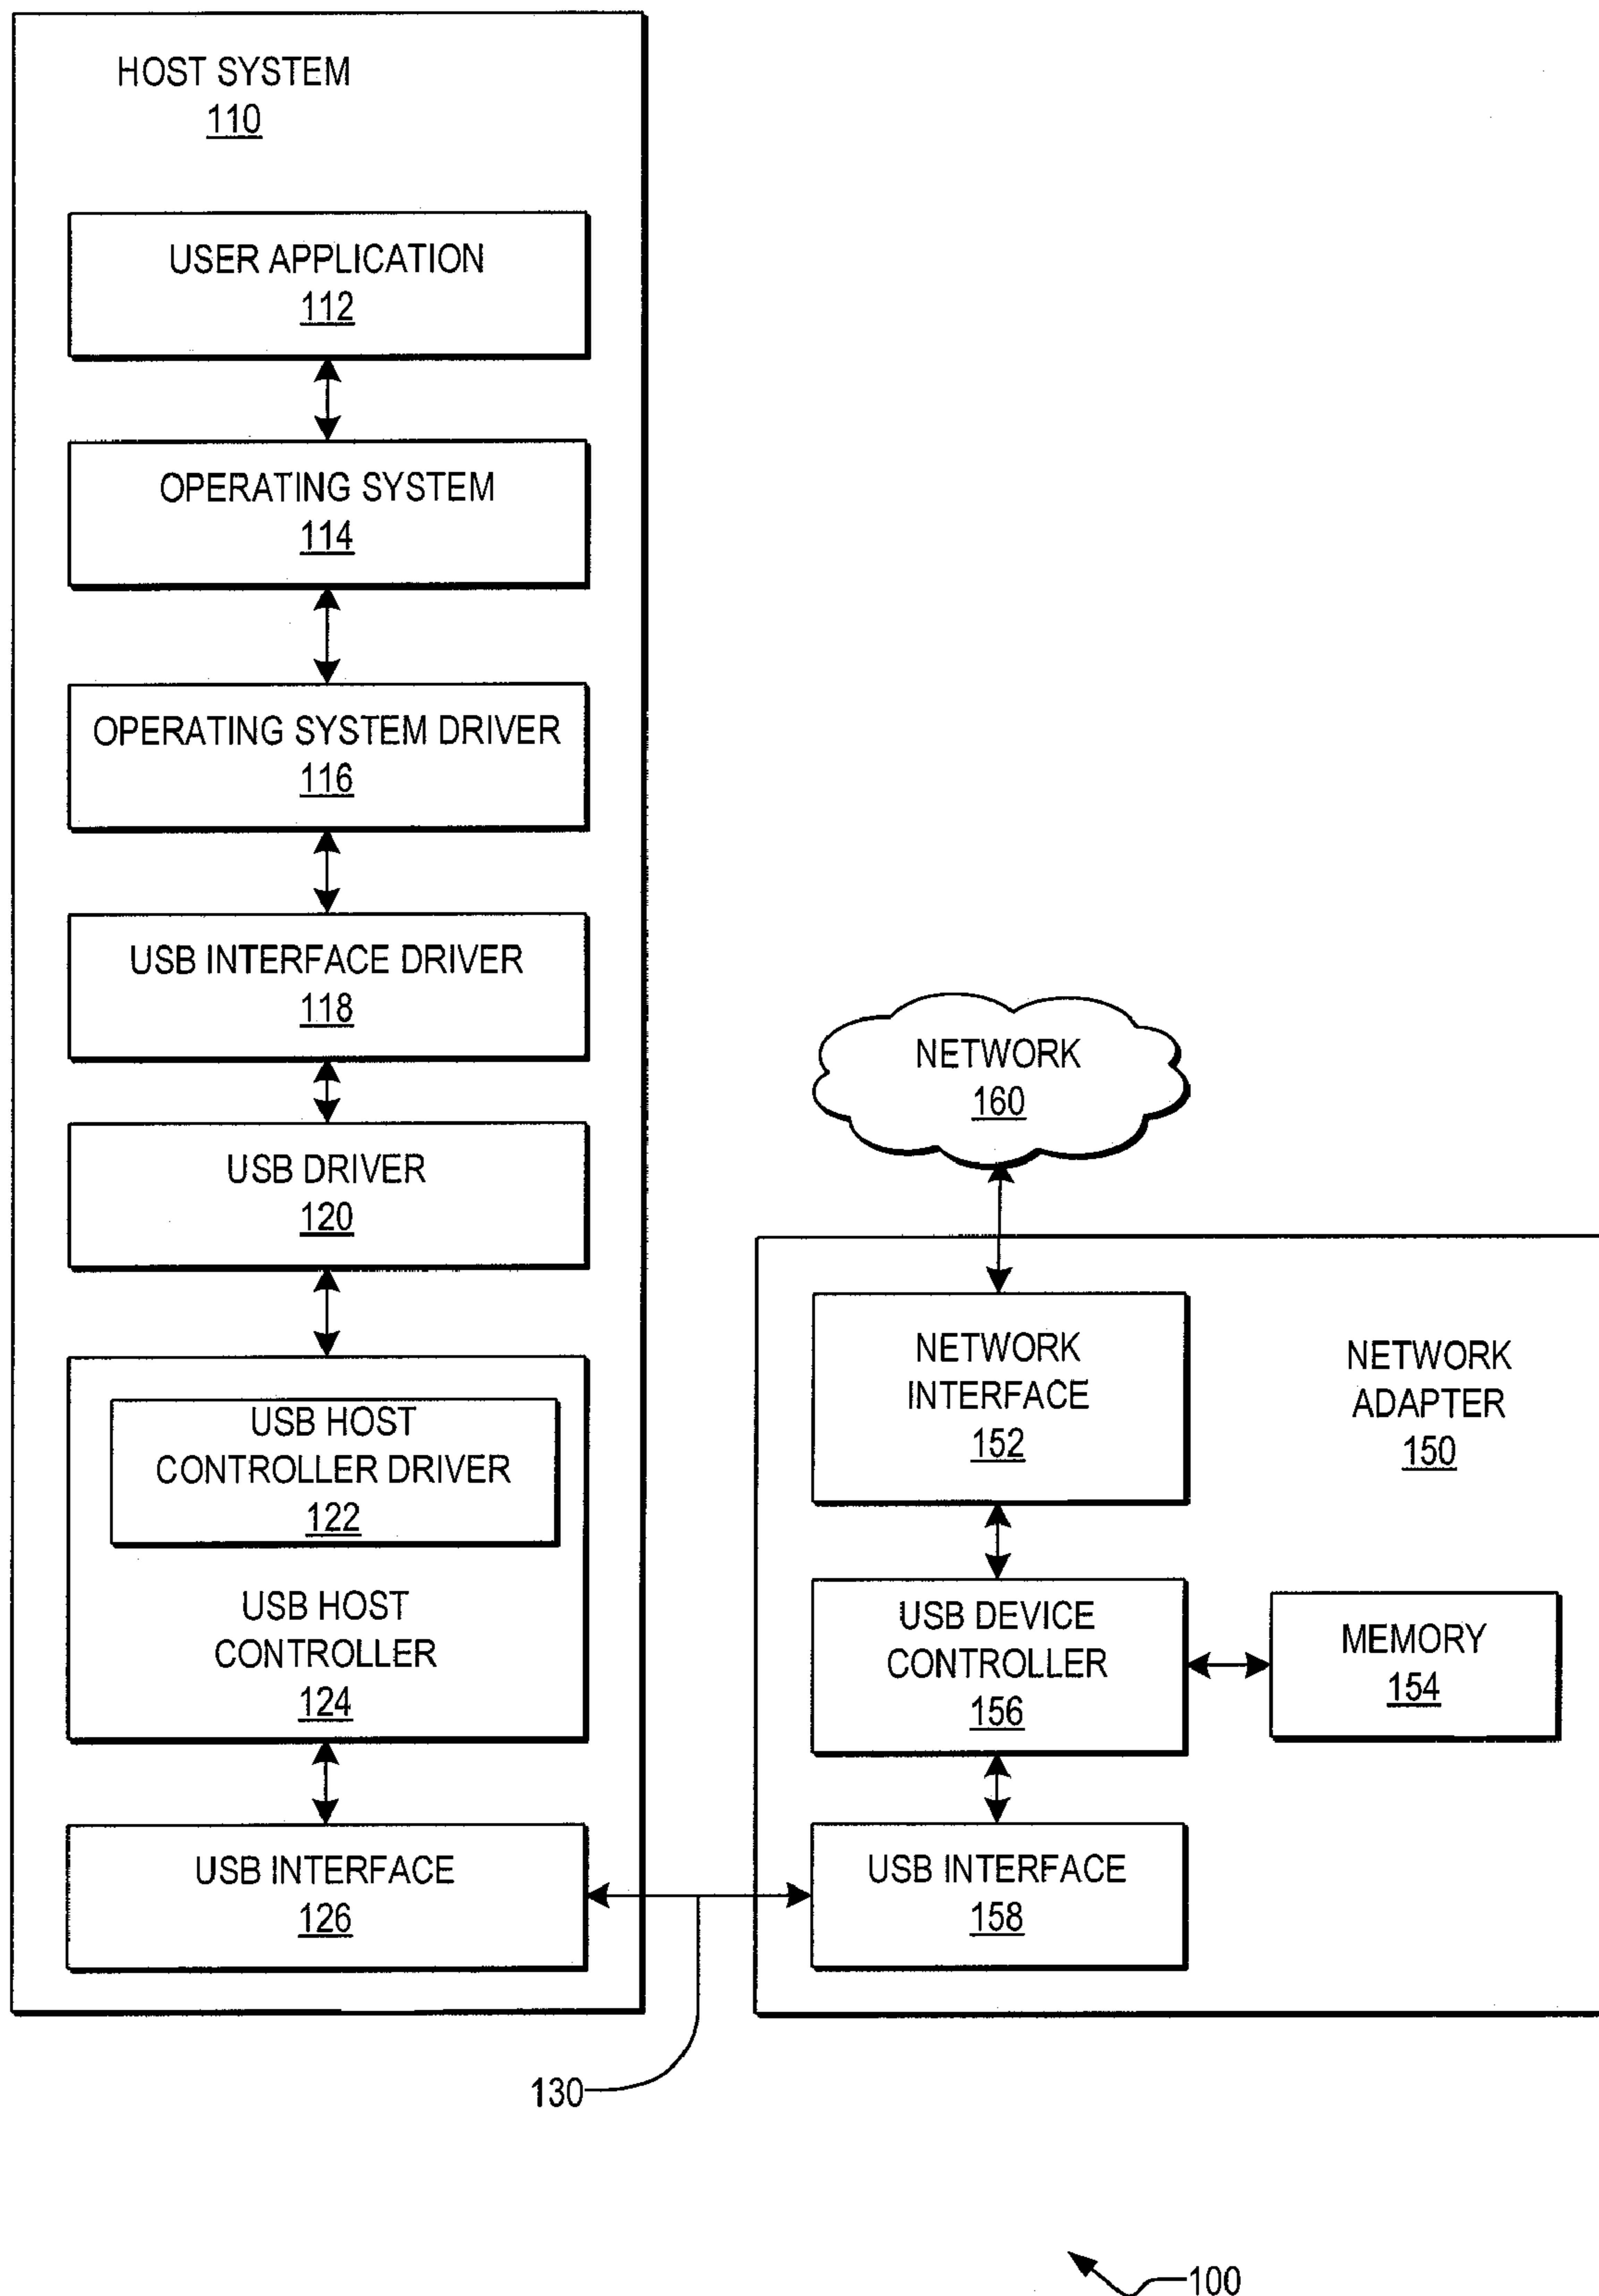 HOST SYSTEM
110
USER APPLICATION
112
OPERATING SYSTEM
114
OPERATING SYSTEM DRIVER
116
USB INTERFACE DRIVER
118
USB DRIVER
120
USB HOST
CONTROLLER DRIVER
122
USB HOST
CONTROLLER
124
USB INTERFACE
126
NETWORK
160
NETWORK
INTERFACE
152
NETWORK
ADAPTER
150
USB DEVICE
CONTROLLER
156
MEMORY
154
USB INTERFACE
158
130
100